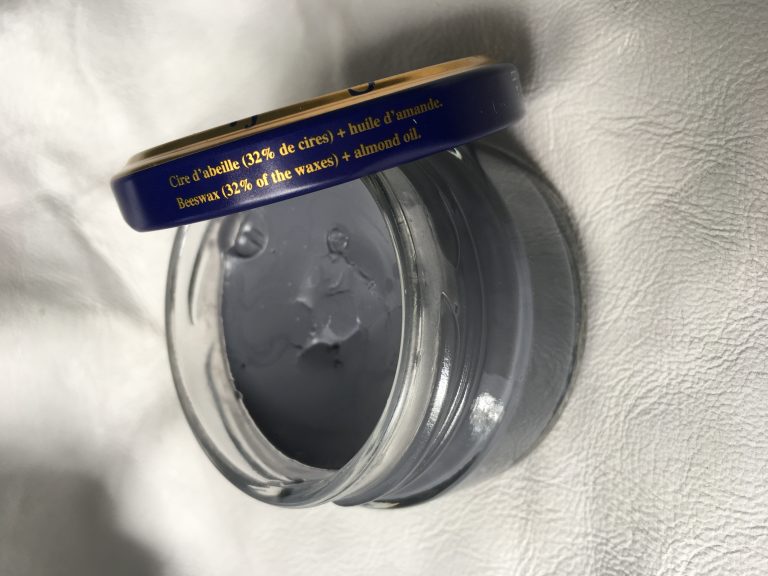 Cire d'abeille (32% de cires) + huile d'amande.
Beeswax (32% of the waxes) + almond oil.